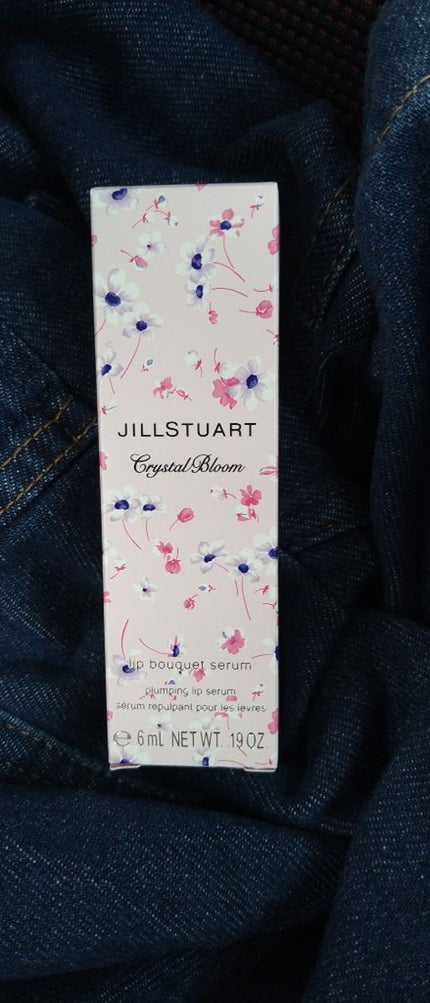 JILLSTUART
Crystal Bloom
lip bouquet serum
plumping lip serum
serum repulpant pour les levres
℮ 6 mL NET WT. .19 OZ.